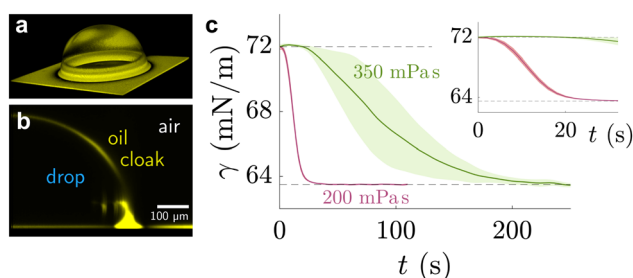 a
b
oil
cloak
air
drop
100 µm
c
γ (mN/m)
72
68
64
0
100
200
t (s)
350 mPas
200 mPas
72
64
0
20
t (s)